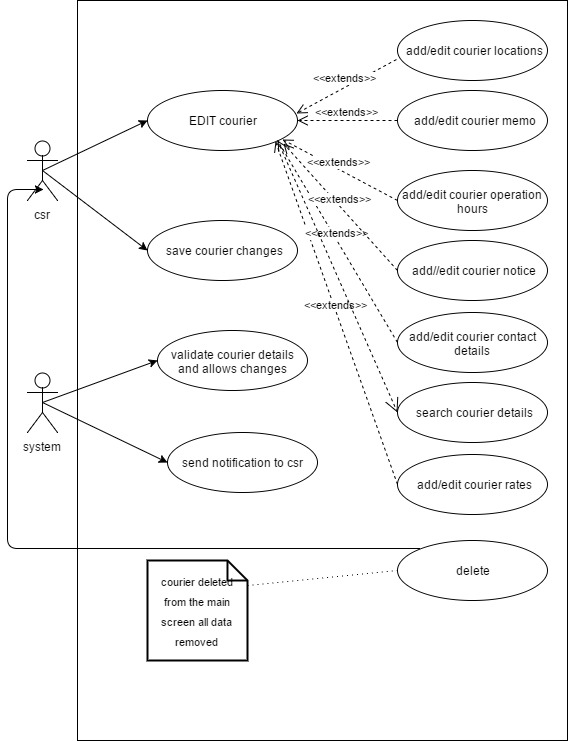 add/edit courier locations
<<extends>>
EDIT courier
<<extends>>
add/edit courier memo
<<extends>>
add/edit courier operation
hours
<<extends>>
csr
<<extends>>
save courier changes
add//edit courier notice
<<extends>>
add/edit courier contact
details
validate courier details
and allows changes
search courier details
system
send notification to csr
add/edit courier rates
delete
courier deleted
from the main
screen all data
removed